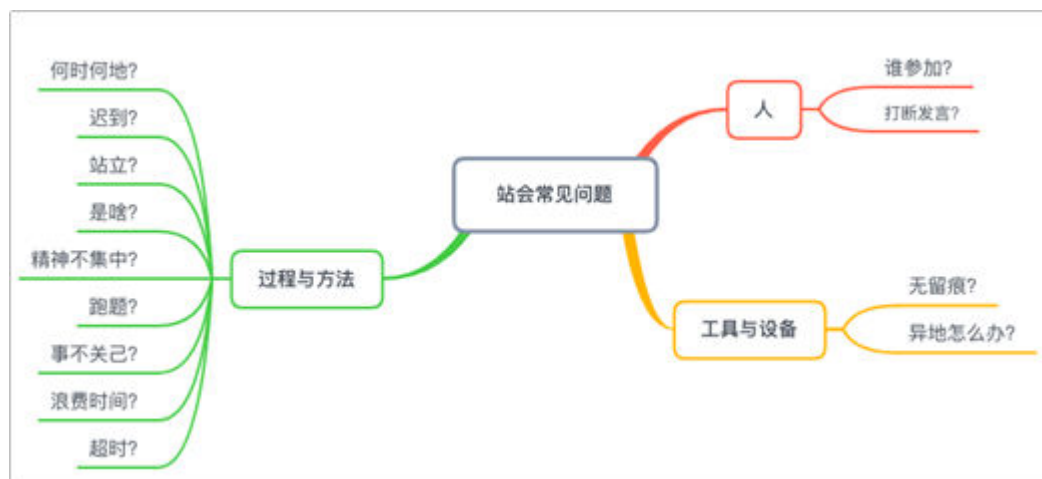 站会常见问题
人
谁参加?
打断发言?
工具与设备
无留痕?
异地怎么办?
过程与方法
何时何地?
迟到?
站立?
是啥?
精神不集中?
跑题?
事不关己?
浪费时间?
超时?